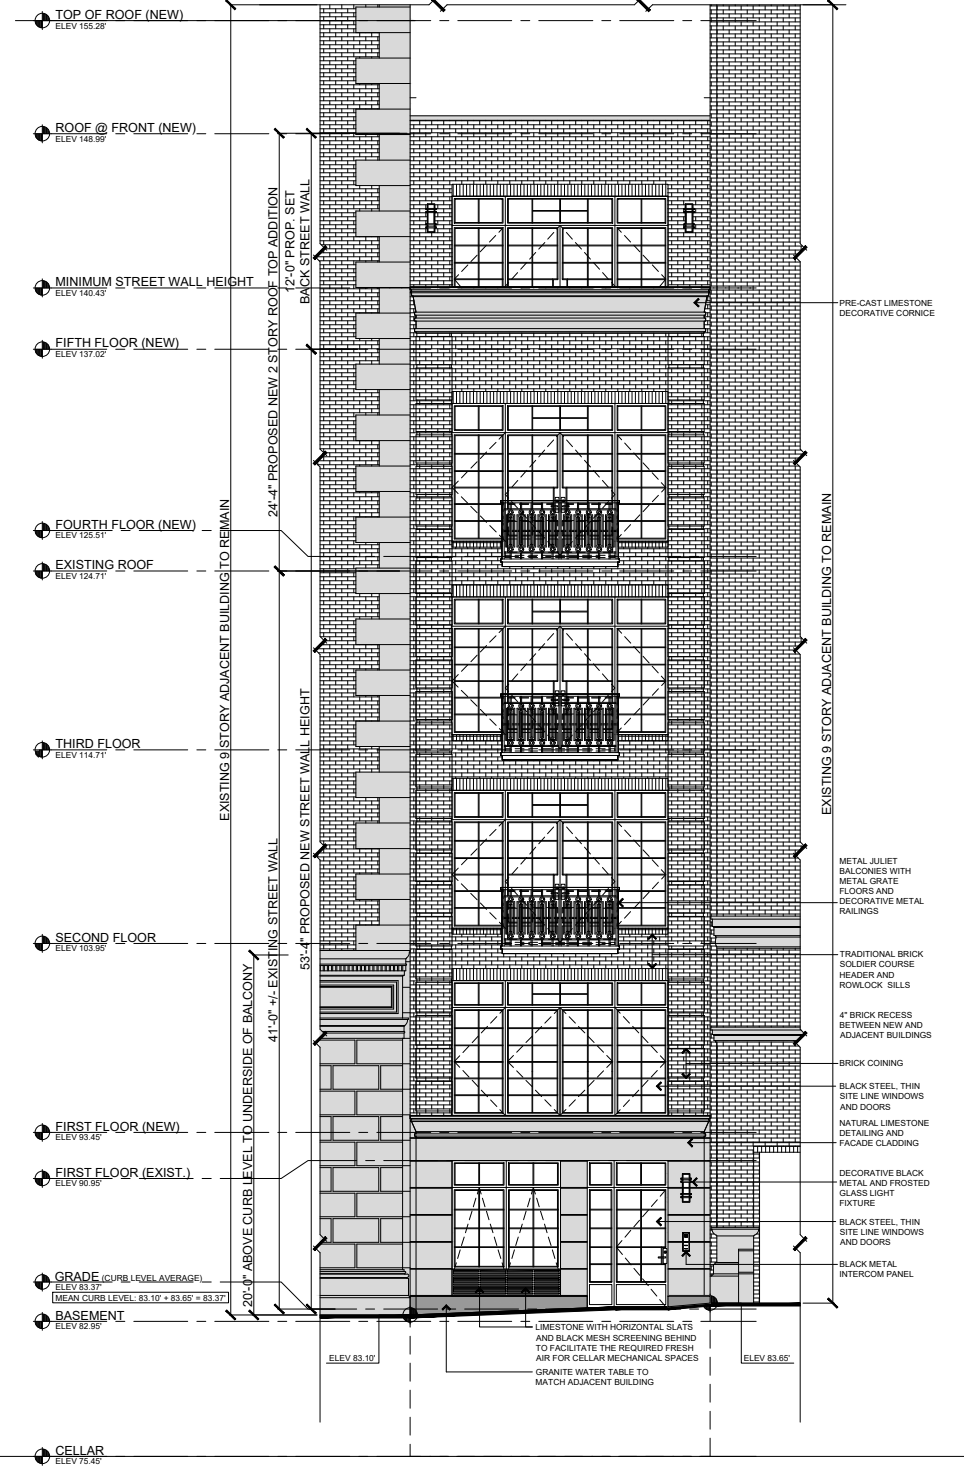 TOP OF ROOF (NEW)
ELEV 155.28'
ROOF @ FRONT (NEW)
ELEV 148.99'
MINIMUM STREET WALL HEIGHT
ELEV 140.43'
FIFTH FLOOR (NEW)
ELEV 137.02'
FOURTH FLOOR (NEW)
ELEV 125.51'
EXISTING ROOF
ELEV 124.71'
THIRD FLOOR
ELEV 114.71'
SECOND FLOOR
ELEV 103.95'
FIRST FLOOR (NEW)
ELEV 93.45'
FIRST FLOOR (EXIST.)
ELEV 90.95'
GRADE (CURB LEVEL AVERAGE)
ELEV 83.37'
MEAN CURB LEVEL: 83.10' + 83.65' = 83.37'
BASEMENT
ELEV 82.95'
CELLAR
ELEV 75.45'
EXISTING 9 STORY ADJACENT BUILDING TO REMAIN
20'-0" ABOVE CURB LEVEL TO UNDERSIDE OF BALCONY
24'-4" PROPOSED NEW 2 STORY ROOF TOP ADDITION
41'-0" +/- EXISTING STREET WALL
12'-0" PROP. SET
BACK STREET WALL
53'-4" PROPOSED NEW STREET WALL HEIGHT
EXISTING 9 STORY ADJACENT BUILDING TO REMAIN
PRE-CAST LIMESTONE
DECORATIVE CORNICE
METAL JULIET
BALCONIES WITH
METAL GRATE
FLOORS AND
DECORATIVE METAL
RAILINGS
TRADITIONAL BRICK
SOLDIER COURSE
HEADER AND
ROWLOCK SILLS
4" BRICK RECESS
BETWEEN NEW AND
ADJACENT BUILDINGS
BRICK COINING
BLACK STEEL, THIN
SITE LINE WINDOWS
AND DOORS
NATURAL LIMESTONE
DETAILING AND
FACADE CLADDING
DECORATIVE BLACK
METAL AND FROSTED
GLASS LIGHT
FIXTURE
BLACK STEEL, THIN
SITE LINE WINDOWS
AND DOORS
BLACK METAL
INTERCOM PANEL
LIMESTONE WITH HORIZONTAL SLATS
AND BLACK MESH SCREENING BEHIND
TO FACILITATE THE REQUIRED FRESH
AIR FOR CELLAR MECHANICAL SPACES
GRANITE WATER TABLE TO
MATCH ADJACENT BUILDING
ELEV 83.10'
ELEV 83.65'